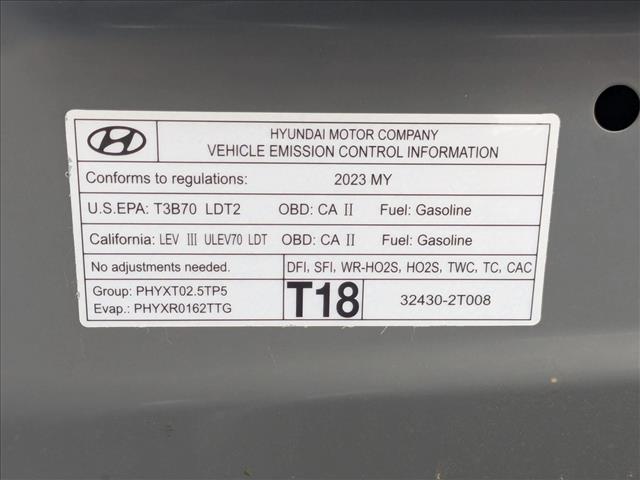 HYUNDAI MOTOR COMPANY
VEHICLE EMISSION CONTROL INFORMATION
Conforms to regulations: 2023 MY
U.S.EPA: T3B70 LDT2 OBD: CA II Fuel: Gasoline
California: LEV III ULEV70 LDT OBD: CA II Fuel: Gasoline
No adjustments needed. DFI, SFI, WR-HO2S, HO2S, TWC, TC, CAC
Group: PHYXT02.5TP5
Evap.: PHYXR0162TTG
T18
32430-2T008